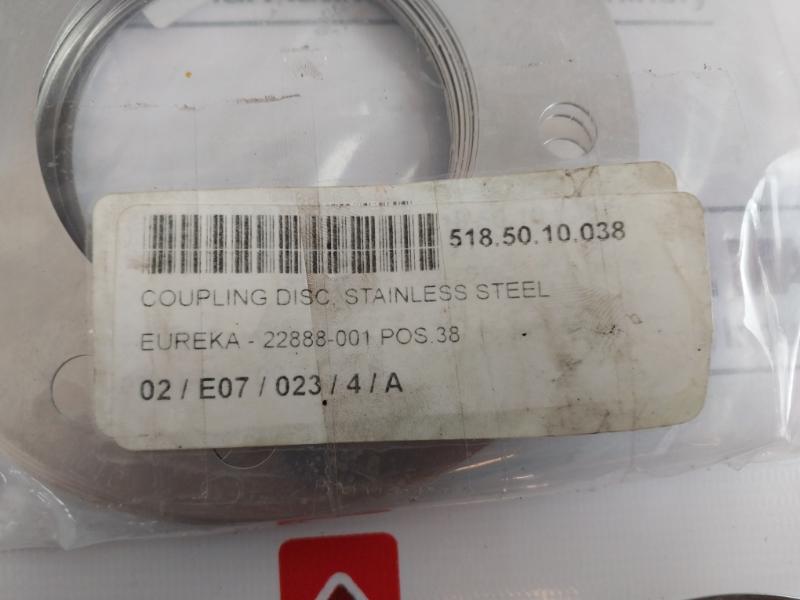 518.50.10.038
COUPLING DISC, STAINLESS STEEL
EUREKA - 22888-001 POS.38
02 / E07 / 023 / 4 / A